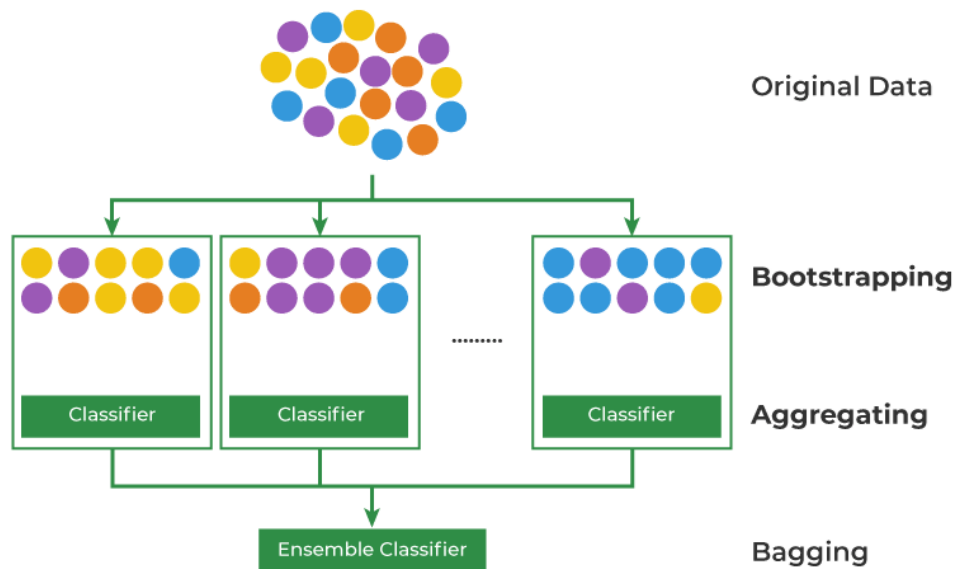 Original Data
Bootstrapping
.........
Classifier
Classifier
Classifier
Aggregating
Ensemble Classifier
Bagging